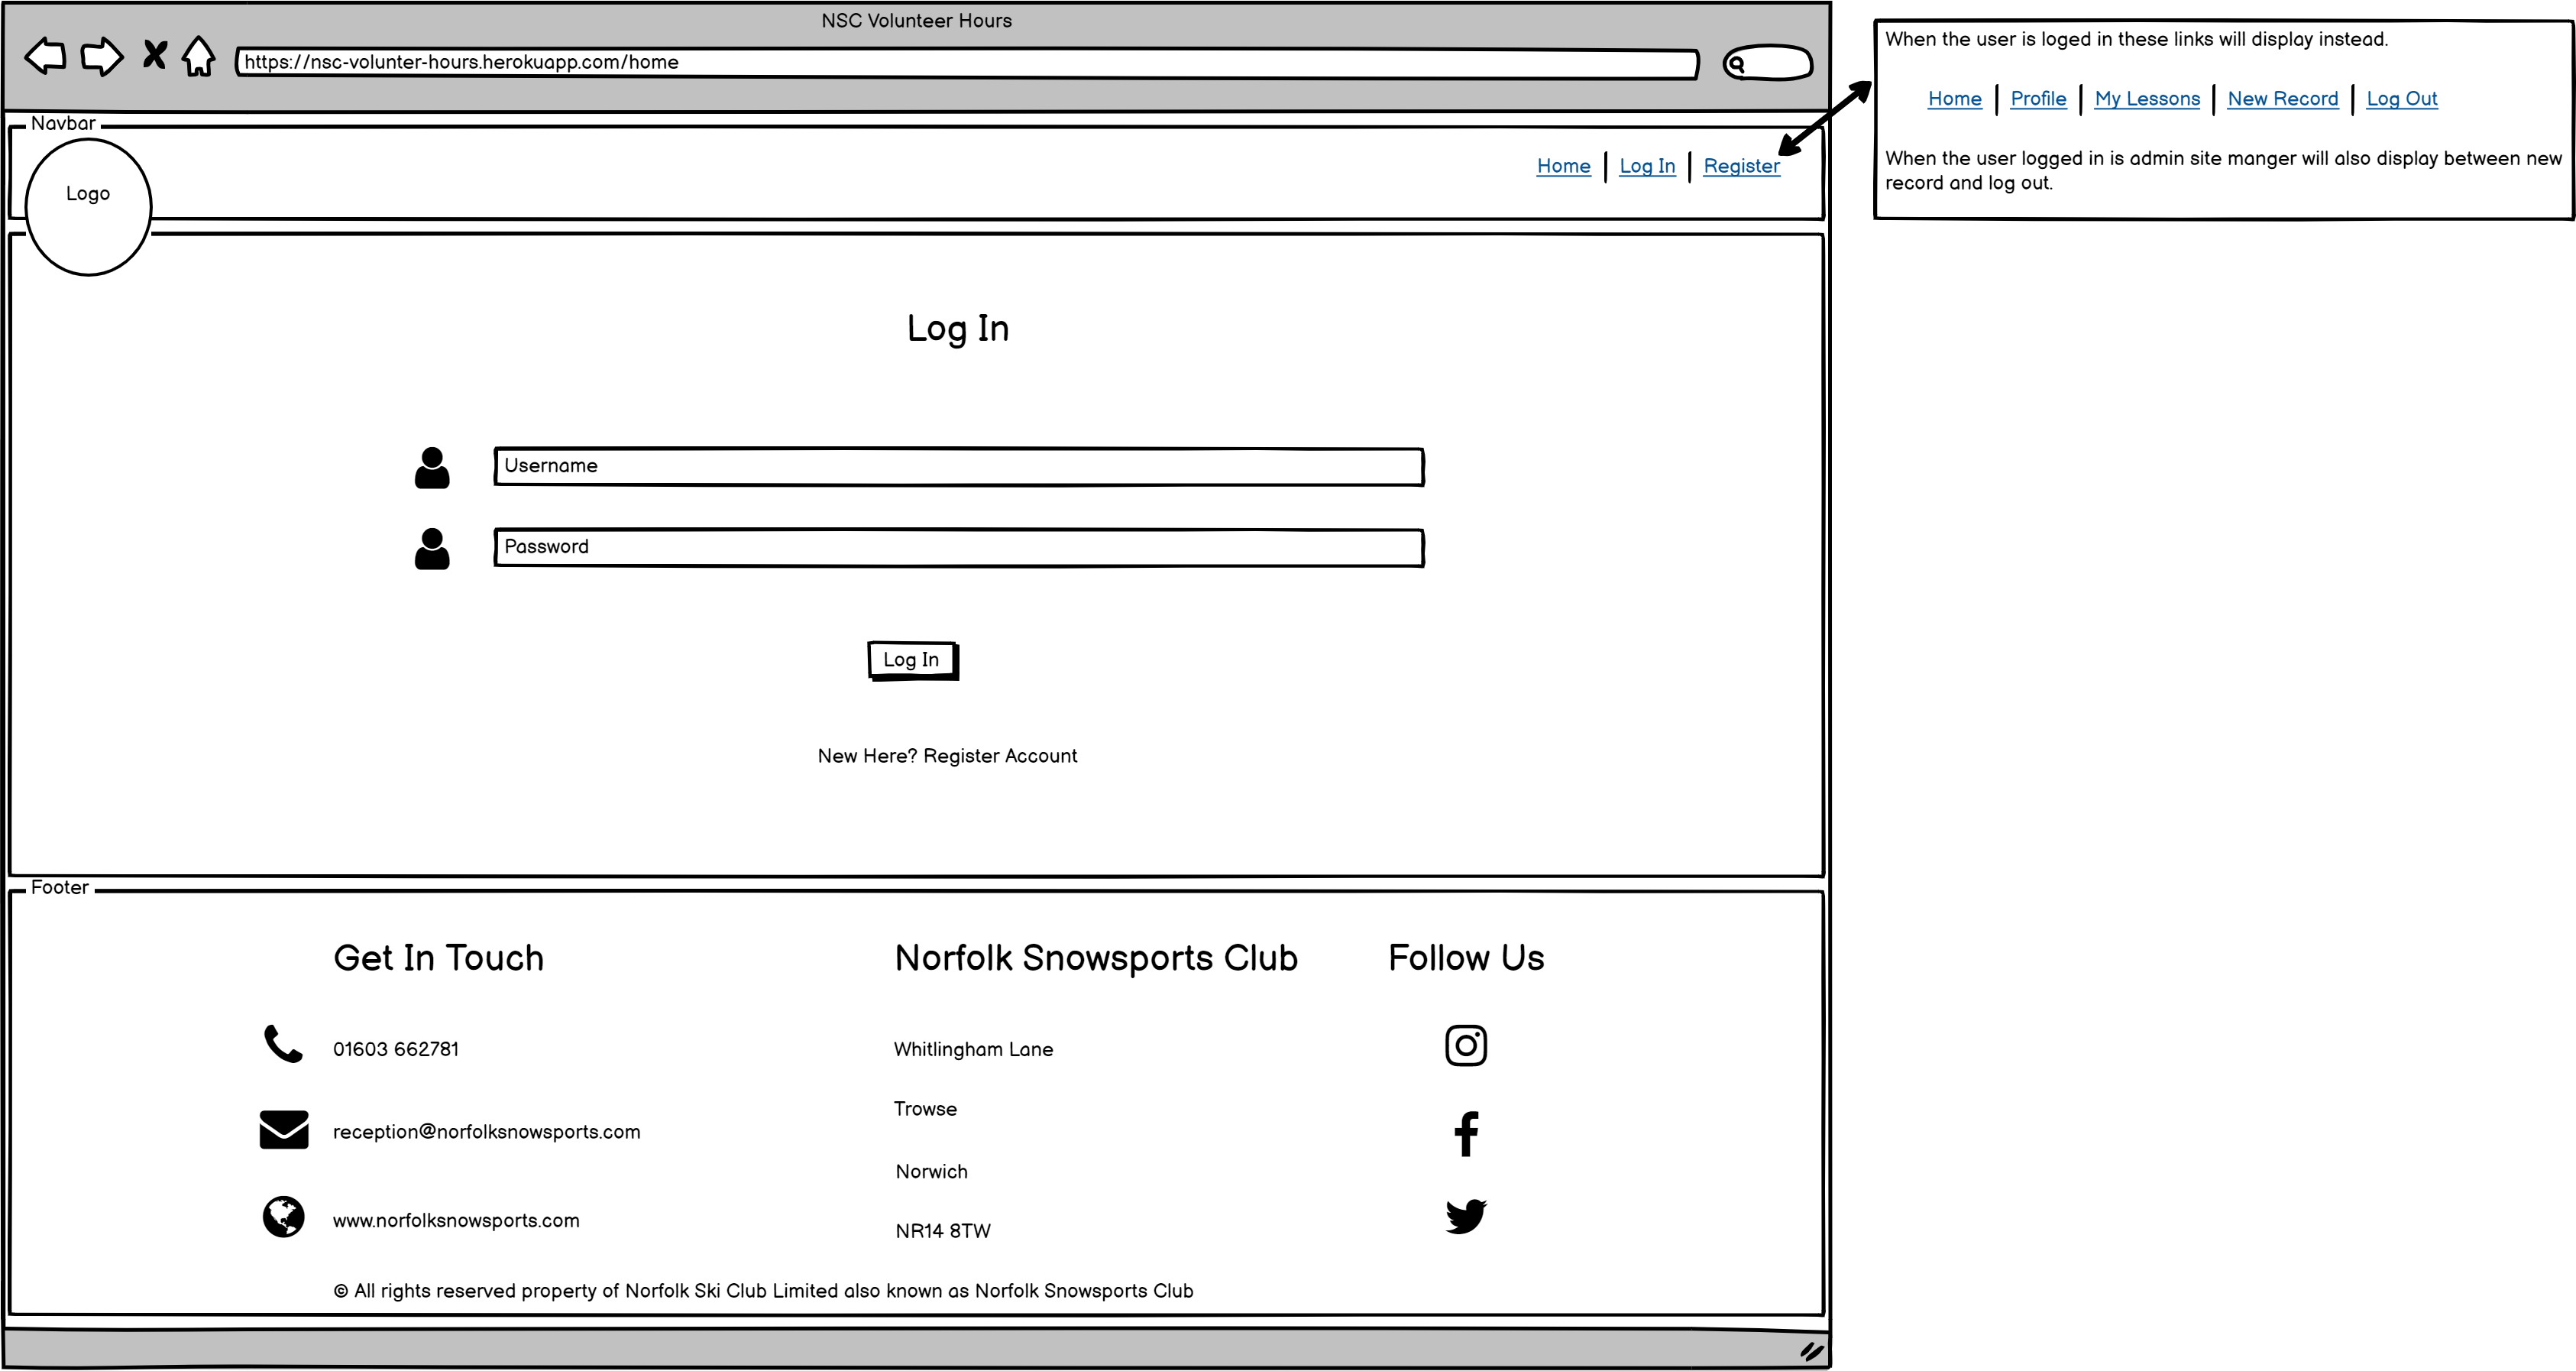 NSC Volunteer Hours
https://nsc-volunter-hours.herokuapp.com/home
Navbar
Logo
Home | Log In | Register
When the user is loged in these links will display instead.
Home | Profile | My Lessons | New Record | Log Out
When the user logged in is admin site manger will also display between new
record and log out.
Log In
Username
Password
Log In
New Here? Register Account
Footer
Get In Touch
01603 662781
reception@norfolksnowsports.com
www.norfolksnowsports.com
Norfolk Snowsports Club
Whitlingham Lane
Trowse
Norwich
NR14 8TW
Follow Us
© All rights reserved property of Norfolk Ski Club Limited also known as Norfolk Snowsports Club